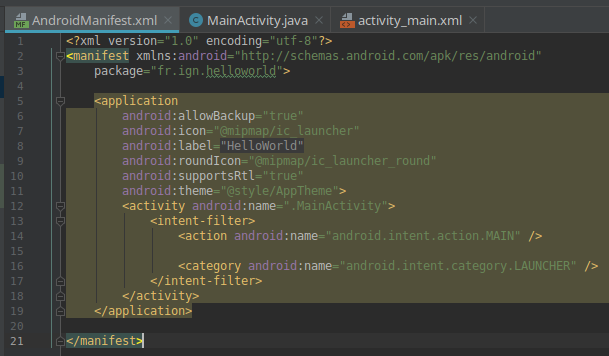 AndroidManifest.xml MainActivity.java activity_main.xml
1 <?xml version="1.0" encoding="utf-8"?>
2 <manifest xmlns:android="http://schemas.android.com/apk/res/android"
3 package="fr.ign.helloworld">
4
5 <application
6 android:allowBackup="true"
7 android:icon="@mipmap/ic_launcher"
8 android:label="HelloWorld"
9 android:roundIcon="@mipmap/ic_launcher_round"
10 android:supportsRtl="true"
11 android:theme="@style/AppTheme">
12 <activity android:name=".MainActivity">
13 <intent-filter>
14 <action android:name="android.intent.action.MAIN" />
15
16 <category android:name="android.intent.category.LAUNCHER" />
17 </intent-filter>
18 </activity>
19 </application>
20
21 </manifest>